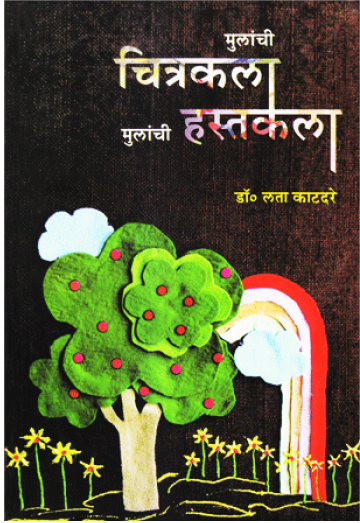 मुलांची
चित्रकला
मुलांची हस्तकला
डॉ० लता काटदरे